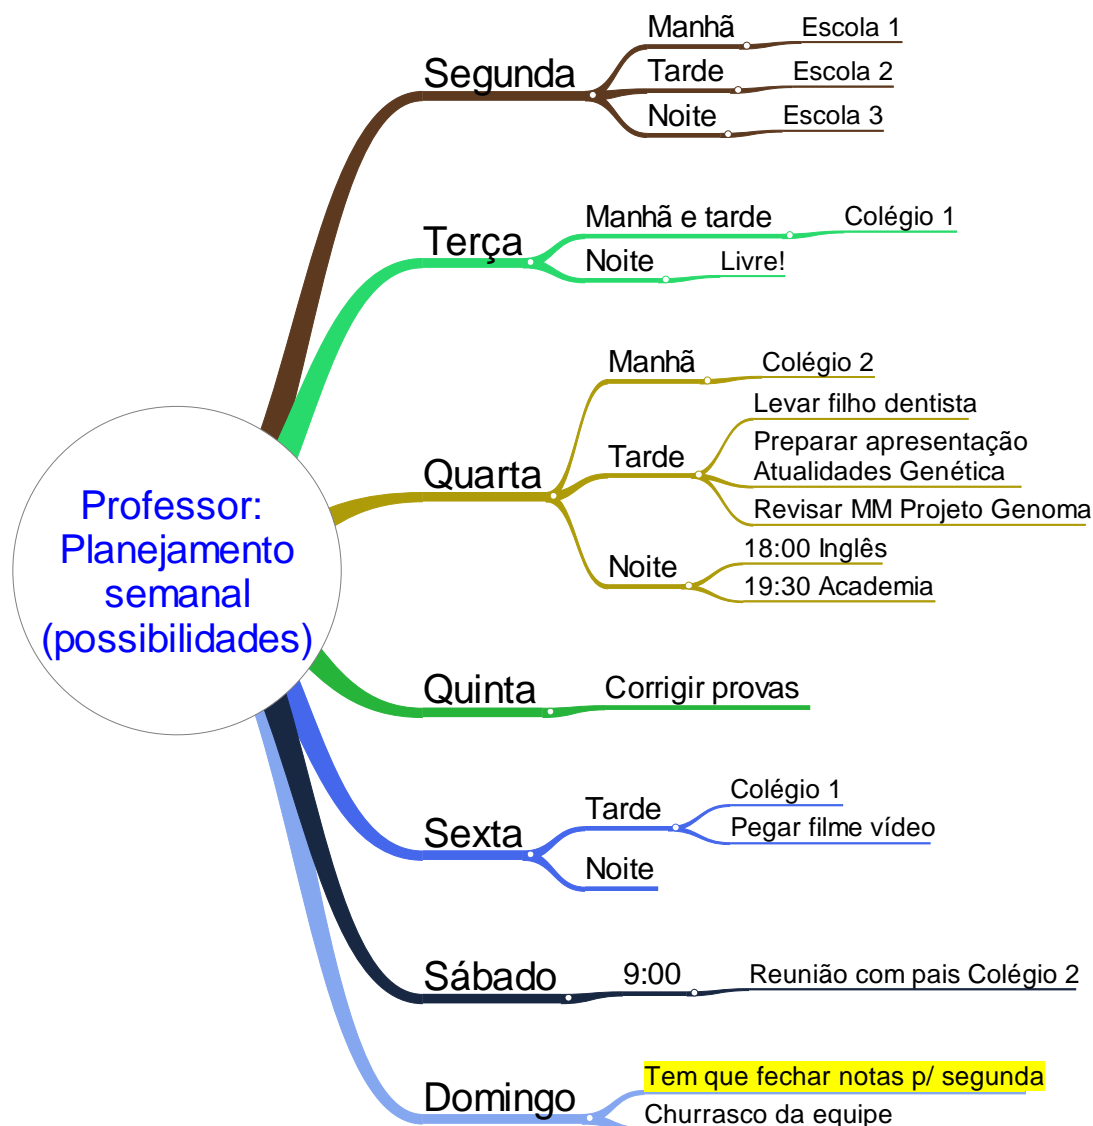 Professor:
Planejamento
semanal
(possibilidades)
Segunda
Manhã
Escola 1
Tarde
Escola 2
Noite
Escola 3
Terça
Manhã e tarde
Colégio 1
Noite
Livre!
Quarta
Manhã
Colégio 2
Tarde
Levar filho dentista
Preparar apresentação
Atualidades Genética
Revisar MM Projeto Genoma
Noite
18:00 Inglês
19:30 Academia
Quinta
Corrigir provas
Sexta
Tarde
Colégio 1
Pegar filme vídeo
Noite
Sábado
9:00
Reunião com pais Colégio 2
Domingo
Tem que fechar notas p/ segunda
Churrasco da equipe